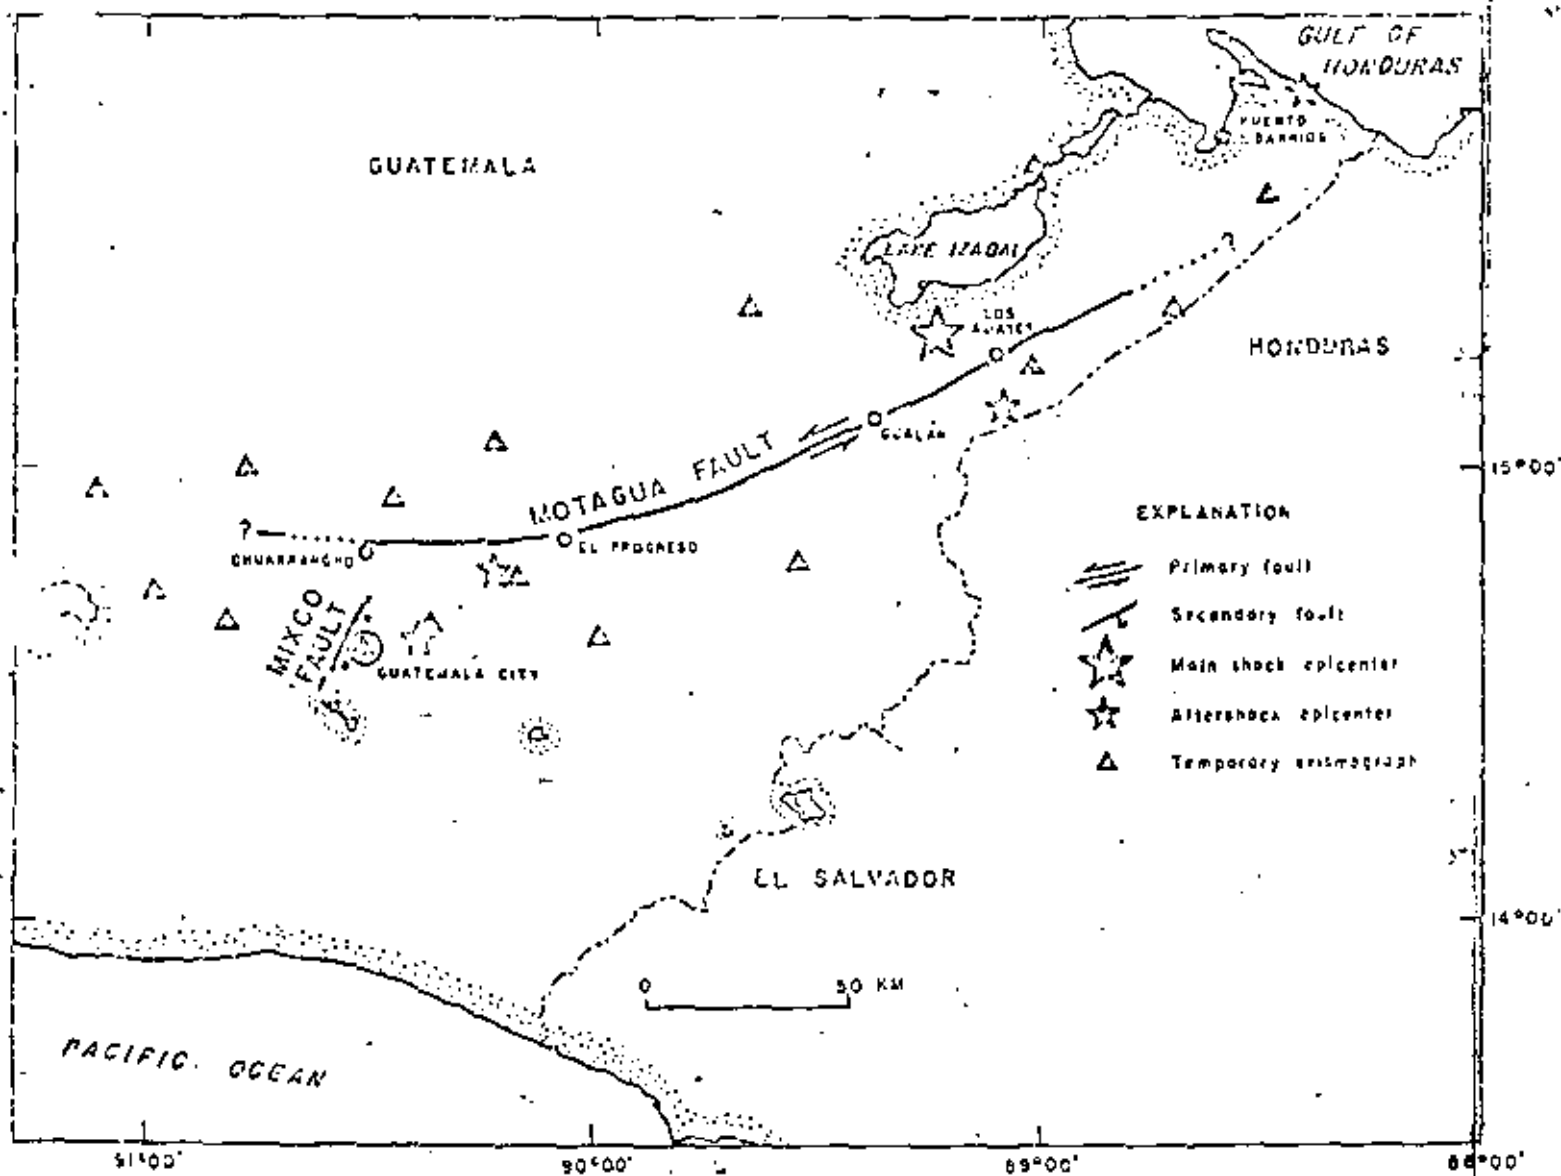 GULF OF
HONDURAS
PUERTO
BARRIOS
GUATEMALA
LAKE IZABAL
LOS
AMATES
HONDURAS
GUALAN
MOTAGUA FAULT
15°00'
?
CHUARRANCHO
EL PROGRESO
MIXCO
FAULT
GUATEMALA CITY
EXPLANATION
Primary fault
Secondary fault
Main shock epicenter
Aftershock epicenter
Temporary seismograph
EL SALVADOR
14°00'
0 50 KM
PACIFIC OCEAN
91°00' 90°00' 89°00' 88°00'